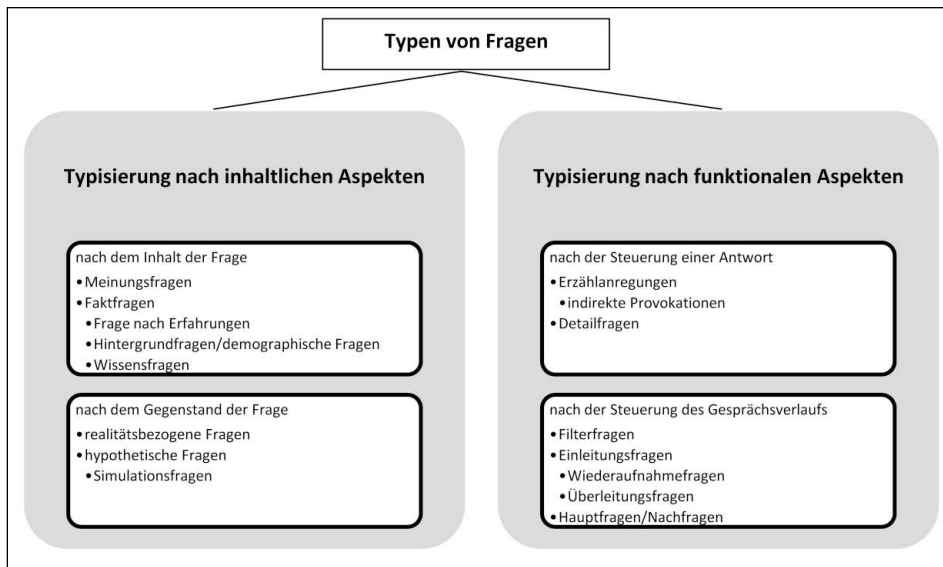 Typen von Fragen
Typisierung nach inhaltlichen Aspekten
nach dem Inhalt der Frage
•Meinungsfragen
•Faktfragen
•Frage nach Erfahrungen
•Hintergrundfragen/demographische Fragen
•Wissensfragen
nach dem Gegenstand der Frage
•realitätsbezogene Fragen
•hypothetische Fragen
•Simulationsfragen
Typisierung nach funktionalen Aspekten
nach der Steuerung einer Antwort
•Erzählanregungen
•indirekte Provokationen
•Detailfragen
nach der Steuerung des Gesprächsverlaufs
•Filterfragen
•Einleitungsfragen
•Wiederaufnahmefragen
•Überleitungsfragen
•Hauptfragen/Nachfragen